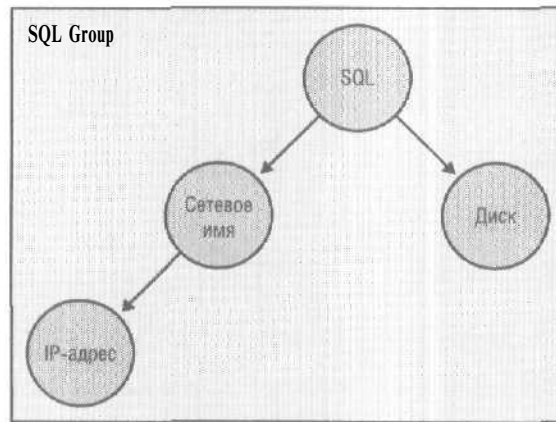 SQL Group
SQL
Сетевое
имя
Диск
IP-адрес